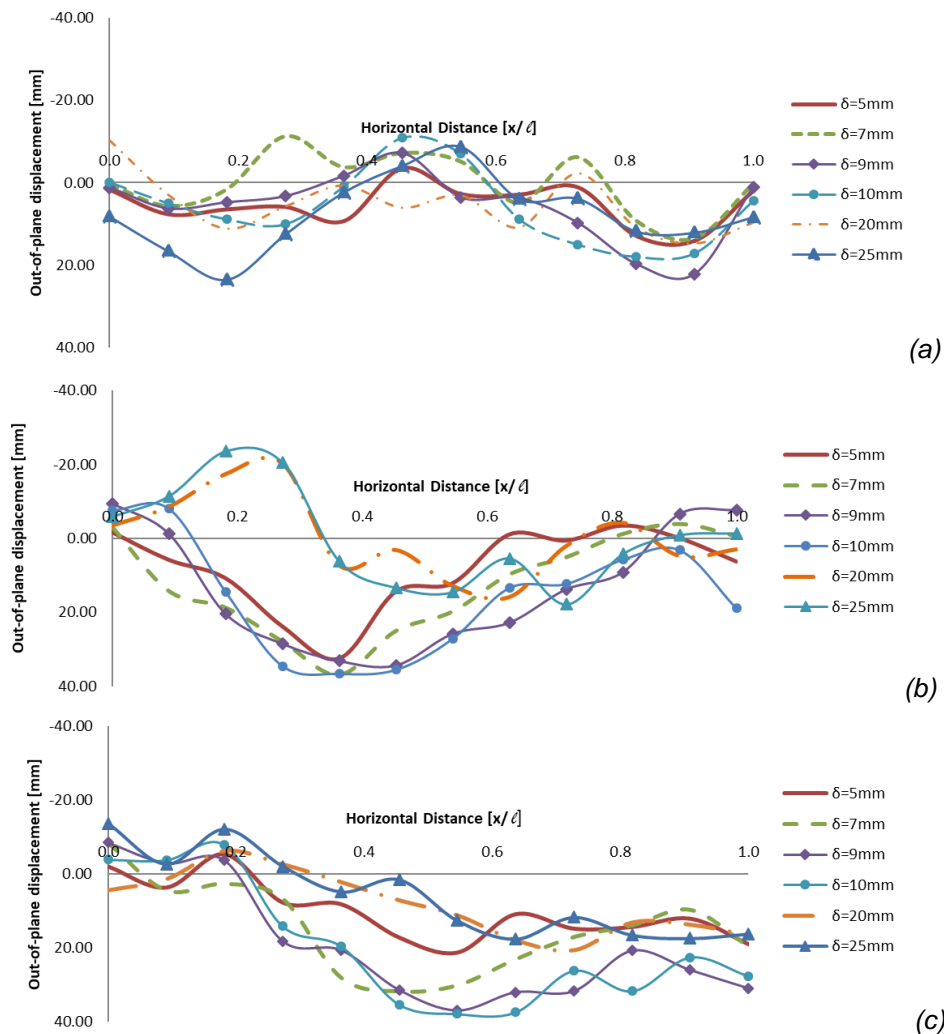 -40.00
-20.00
0.00
20.00
40.00
Out-of-plane displacement [mm]
Horizontal Distance [x/ℓ]
0.0 0.2 0.4 0.6 0.8 1.0
δ=5mm
δ=7mm
δ=9mm
δ=10mm
δ=20mm
δ=25mm
(a)
-40.00
-20.00
0.00
20.00
40.00
Out-of-plane displacement [mm]
Horizontal Distance [x/ℓ]
0.0 0.2 0.4 0.6 0.8 1.0
δ=5mm
δ=7mm
δ=9mm
δ=10mm
δ=20mm
δ=25mm
(b)
-40.00
-20.00
0.00
20.00
40.00
Out-of-plane displacement [mm]
Horizontal Distance [x/ℓ]
0.0 0.2 0.4 0.6 0.8 1.0
δ=5mm
δ=7mm
δ=9mm
δ=10mm
δ=20mm
δ=25mm
(c)